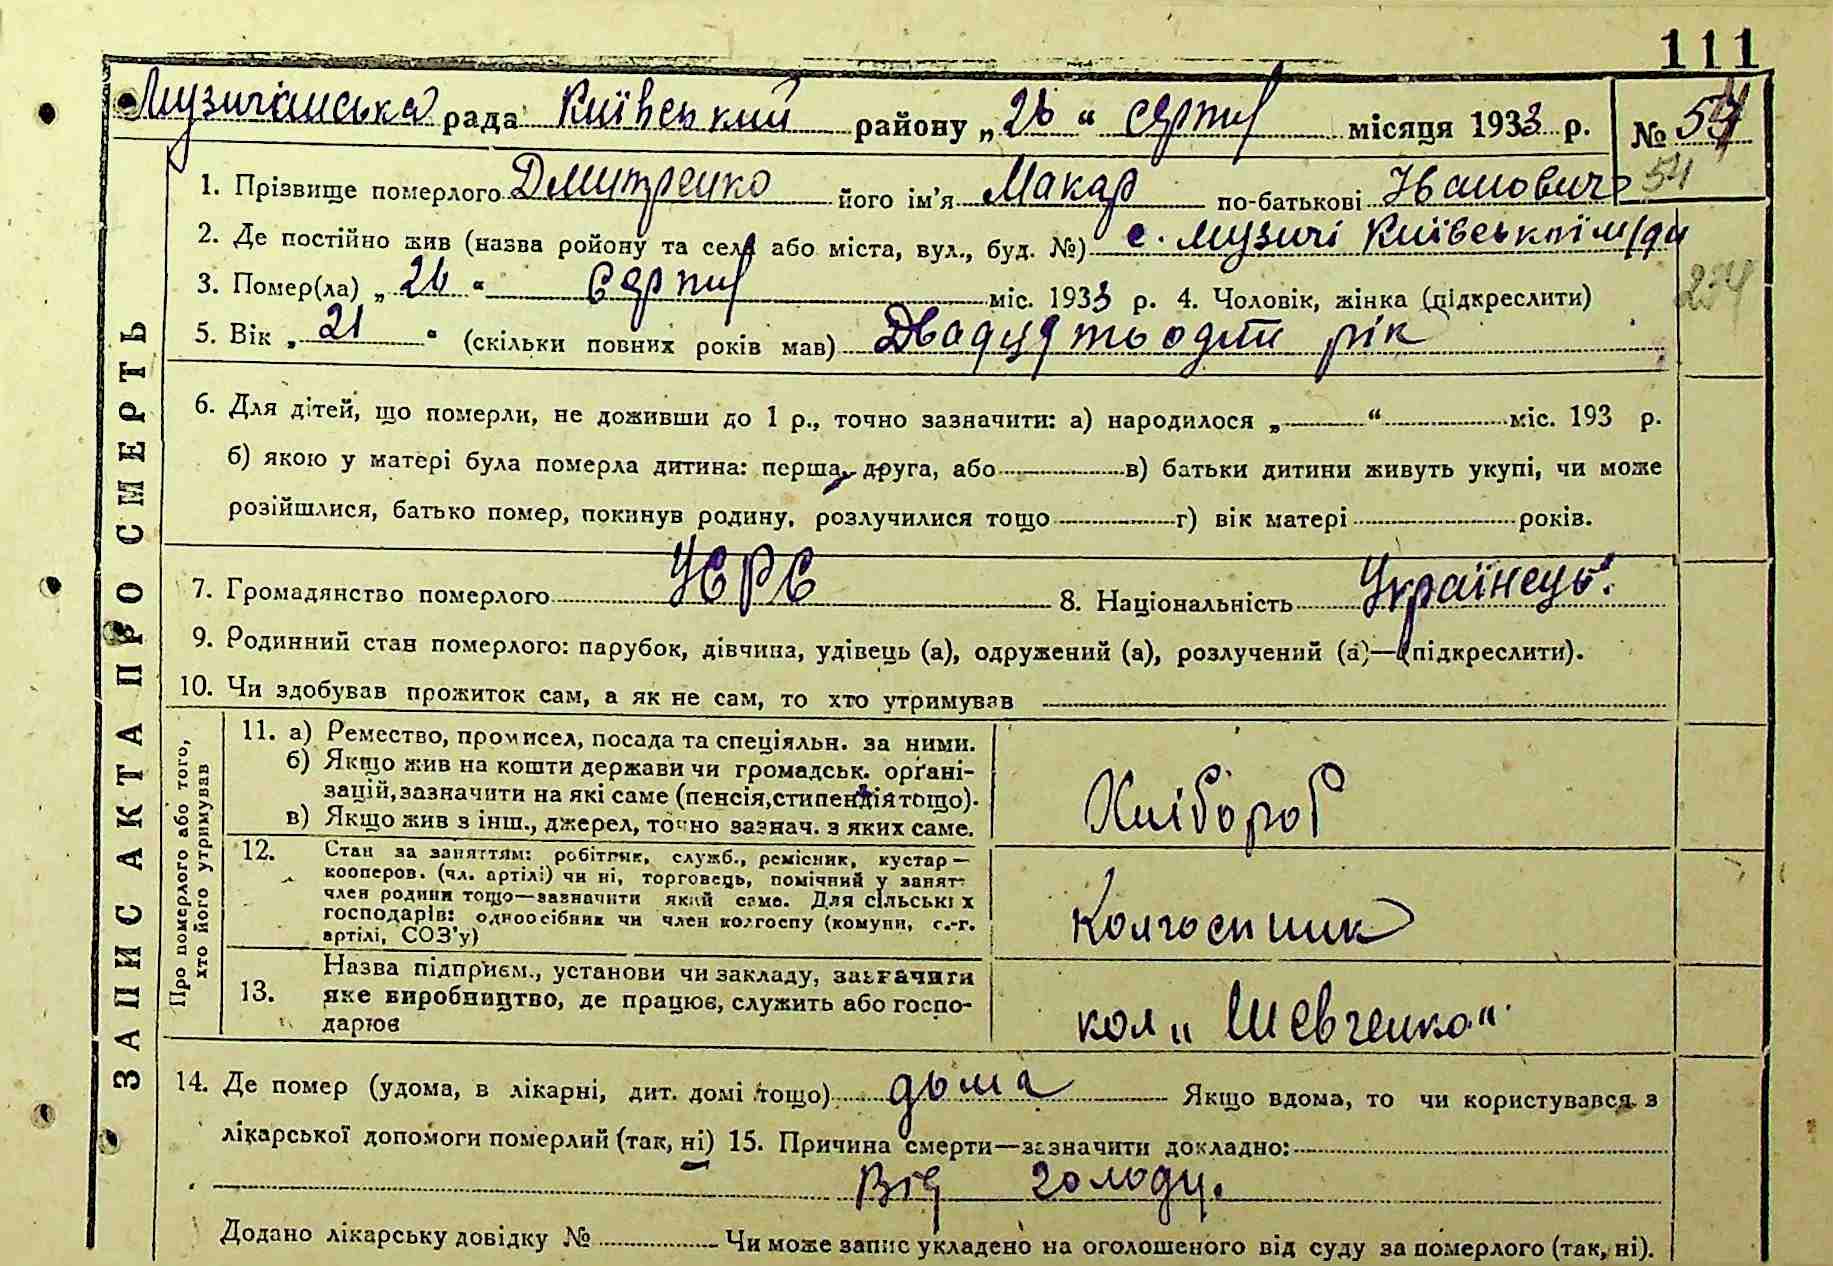 111
Музичанська рада Київський району „26“ серпня місяця 1933 р. № 54
54
1. Прізвище померлого Дмитренко його ім'я Макар по-батькові Іванович
2. Де постійно жив (назва ройону та села або міста, вул., буд. №) с. Музичі Київської м/ди
254
3. Помер(ла) „26“ серпня міс. 1933 р. 4. Чоловік, жінка (підкреслити)
5. Вік „21“ (скільки повних років мав) Двадцять один рік
6. Для дітей, що померли, не доживши до 1 р., точно зазначити: а) народилося „ “ міс. 193 р.
б) якою у матері була померла дитина: перша, друга, або в) батьки дитини живуть укупі, чи може
розійшлися, батько помер, покинув родину, розлучилися тощо г) вік матері років.
7. Громадянство померлого УСРС 8. Національність Українець.
9. Родинний стан померлого: парубок, дівчина, удівець (а), одружений (а), розлучений (а)—(підкреслити).
10. Чи здобував прожиток сам, а як не сам, то хто утримував
ЗАПИС АКТА ПРО СМЕРТЬ
Про померлого або того,
хто його утримував
11. а) Ремество, промисел, посада та спеціяльн. за ними.
б) Якщо жив на кошти держави чи громадськ. орґані-
зацій, зазначити на які саме (пенсія, стипендія тощо).
в) Якщо жив з інш., джерел, точно зазнач. з яких саме.
Хлібороб
12. Стан за заняттям: робітник, служб., ремісник, кустар—
кооперов. (чл. артілі) чи ні, торговець, помічний у занят-
член родини тощо—зазначити який саме. Для сільських
господарів: одноосібник чи член колгоспу (комуни, с.-г.
артілі, СОЗ'у)
Колгоспник
13. Назва підприєм., установи чи закладу, зазначити
яке виробництво, де працює, служить або госпо-
дарює
кол „Шевченко“
14. Де помер (удома, в лікарні, дит. домі тощо) дома Якщо вдома, то чи користувався з
лікарської допомоги померлий (так, ні) 15. Причина смерти—зазначити докладно:
Від голоду.
Додано лікарську довідку № Чи може запис укладено на оголошеного від суду за померлого (так, ні).